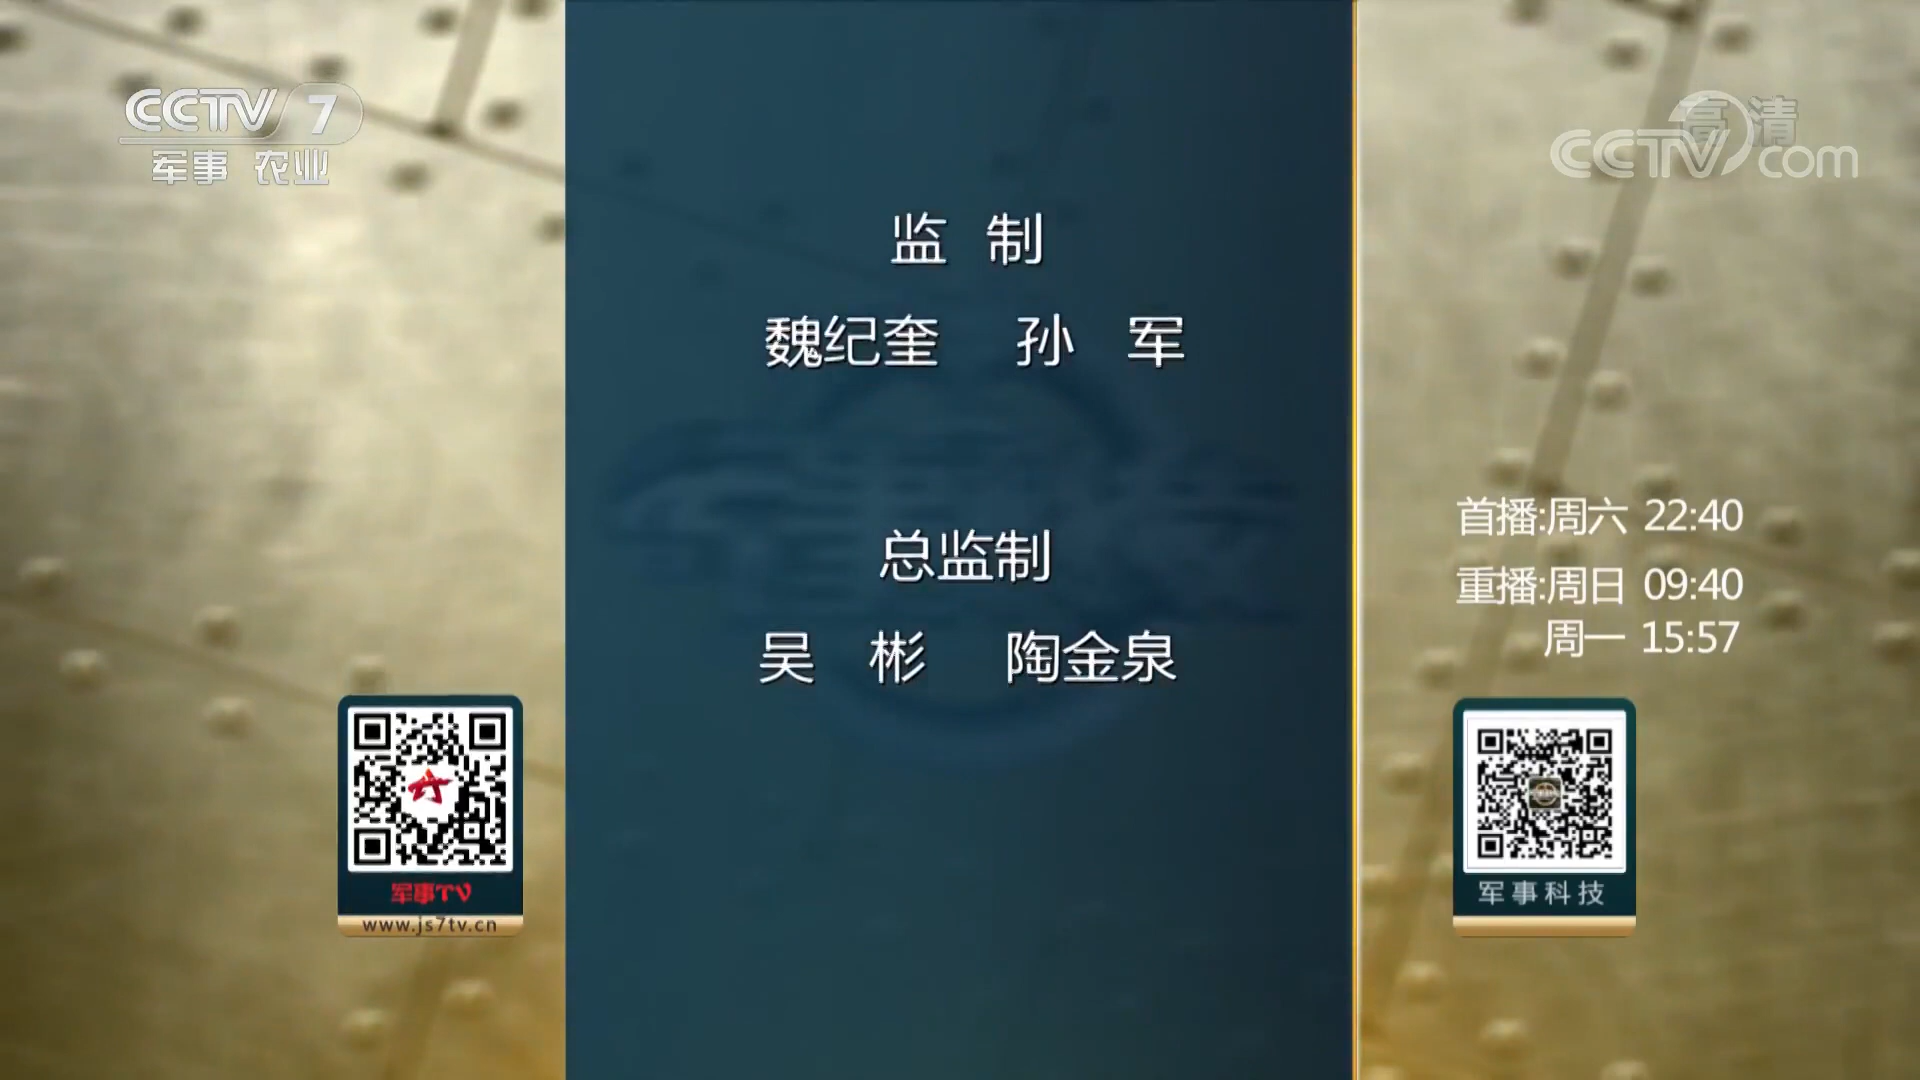 CCTV 7
军事 农业
高清
CCTV.com
监 制
魏纪奎 孙 军
总监制
吴 彬 陶金泉
首播:周六 22:40
重播:周日 09:40
周一 15:57
军事TV
www.js7tv.cn
军事科技